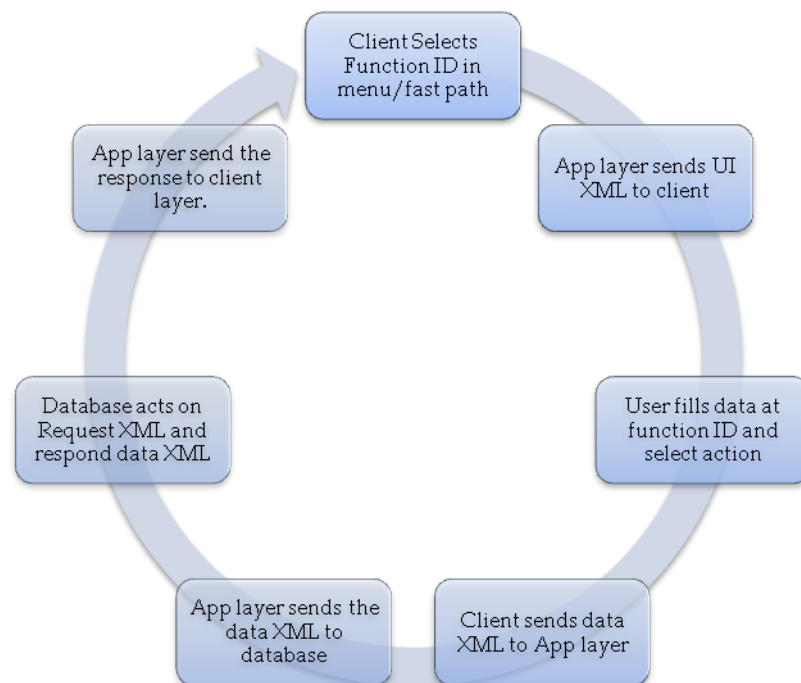 Client Selects
Function ID in
menu/fast path
App layer sends UI
XML to client
User fills data at
function ID and
select action
Client sends data
XML to App layer
App layer sends the
data XML to
database
Database acts on
Request XML and
respond data XML
App layer send the
response to client
layer.